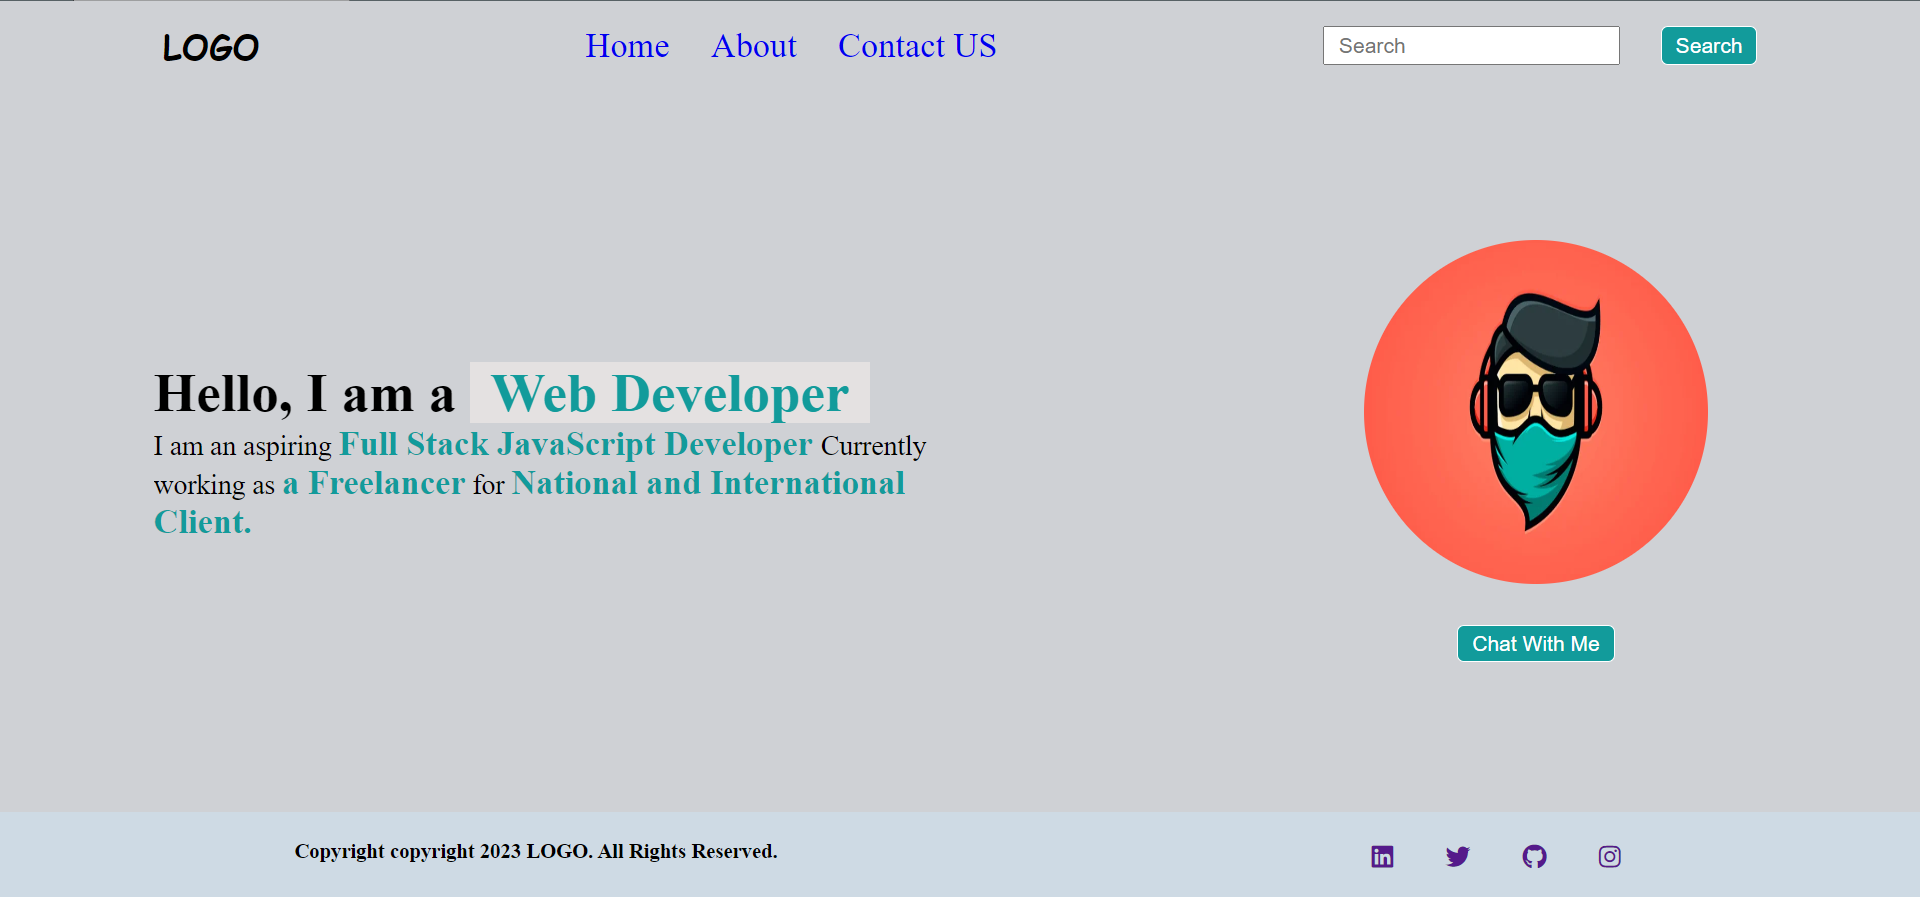 LOGO
Home About Contact US
Search
Search
Hello, I am a Web Developer
I am an aspiring Full Stack JavaScript Developer Currently
working as a Freelancer for National and International
Client.
Chat With Me
Copyright copyright 2023 LOGO. All Rights Reserved.
in